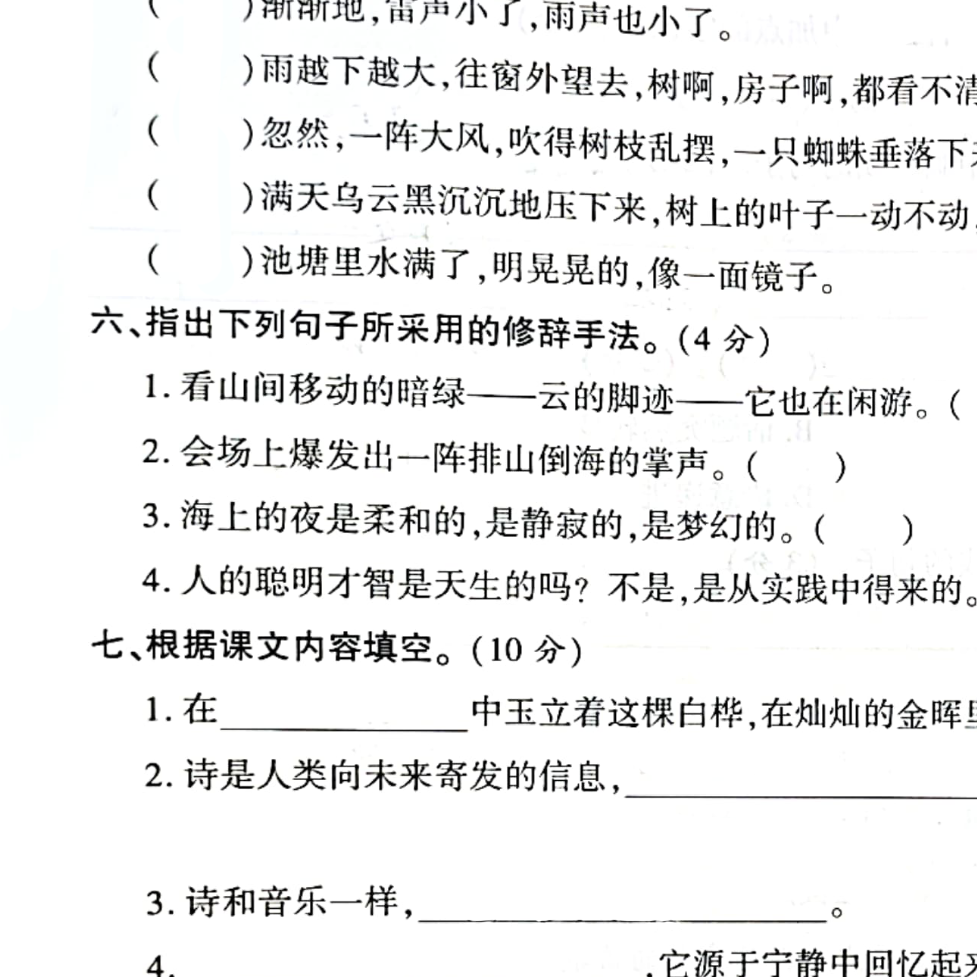 (　　)渐渐地,雷声小了,雨声也小了。
(　　)雨越下越大,往窗外望去,树啊,房子啊,都看不清
(　　)忽然,一阵大风,吹得树枝乱摆,一只蜘蛛垂落下
(　　)满天乌云黑沉沉地压下来,树上的叶子一动不动,
(　　)池塘里水满了,明晃晃的,像一面镜子。
六、指出下列句子所采用的修辞手法。(4 分)
1. 看山间移动的暗绿——云的脚迹——它也在闲游。(
2. 会场上爆发出一阵排山倒海的掌声。(　　)
3. 海上的夜是柔和的,是静寂的,是梦幻的。(　　)
4. 人的聪明才智是天生的吗? 不是,是从实践中得来的。
七、根据课文内容填空。(10 分)
1. 在________中玉立着这棵白桦,在灿灿的金晖里
2. 诗是人类向未来寄发的信息,________
3. 诗和音乐一样,________。
4. ________,它源于宁静中回忆起来